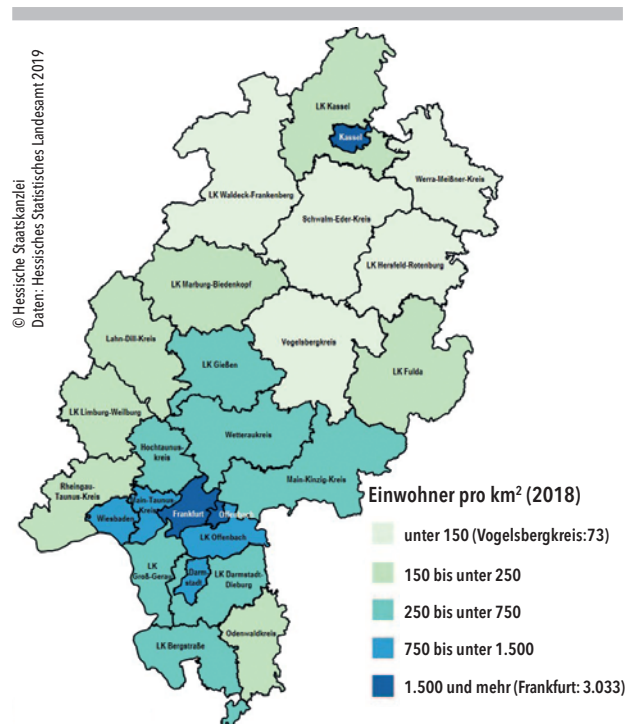 © Hessische Staatskanzlei
Daten: Hessisches Statistisches Landesamt 2019
LK Kassel
Kassel
Werra-Meißner-Kreis
LK Waldeck-Frankenberg
Schwalm-Eder-Kreis
LK Hersfeld-Rotenburg
LK Marburg-Biedenkopf
Lahn-Dill-Kreis
Vogelsbergkreis
LK Gießen
LK Fulda
LK Limburg-Weilburg
Wetteraukreis
Hochtaunus-
kreis
Main-Kinzig-Kreis
Rheingau-
Taunus-Kreis
Main-Taunus-
Kreis
Wiesbaden
Frankfurt
Offenbach
LK Offenbach
LK
Groß-Gerau
Darm-
stadt
LK Darmstadt-
Dieburg
Odenwaldkreis
LK Bergstraße
Einwohner pro km² (2018)
unter 150 (Vogelsbergkreis:73)
150 bis unter 250
250 bis unter 750
750 bis unter 1.500
1.500 und mehr (Frankfurt: 3.033)